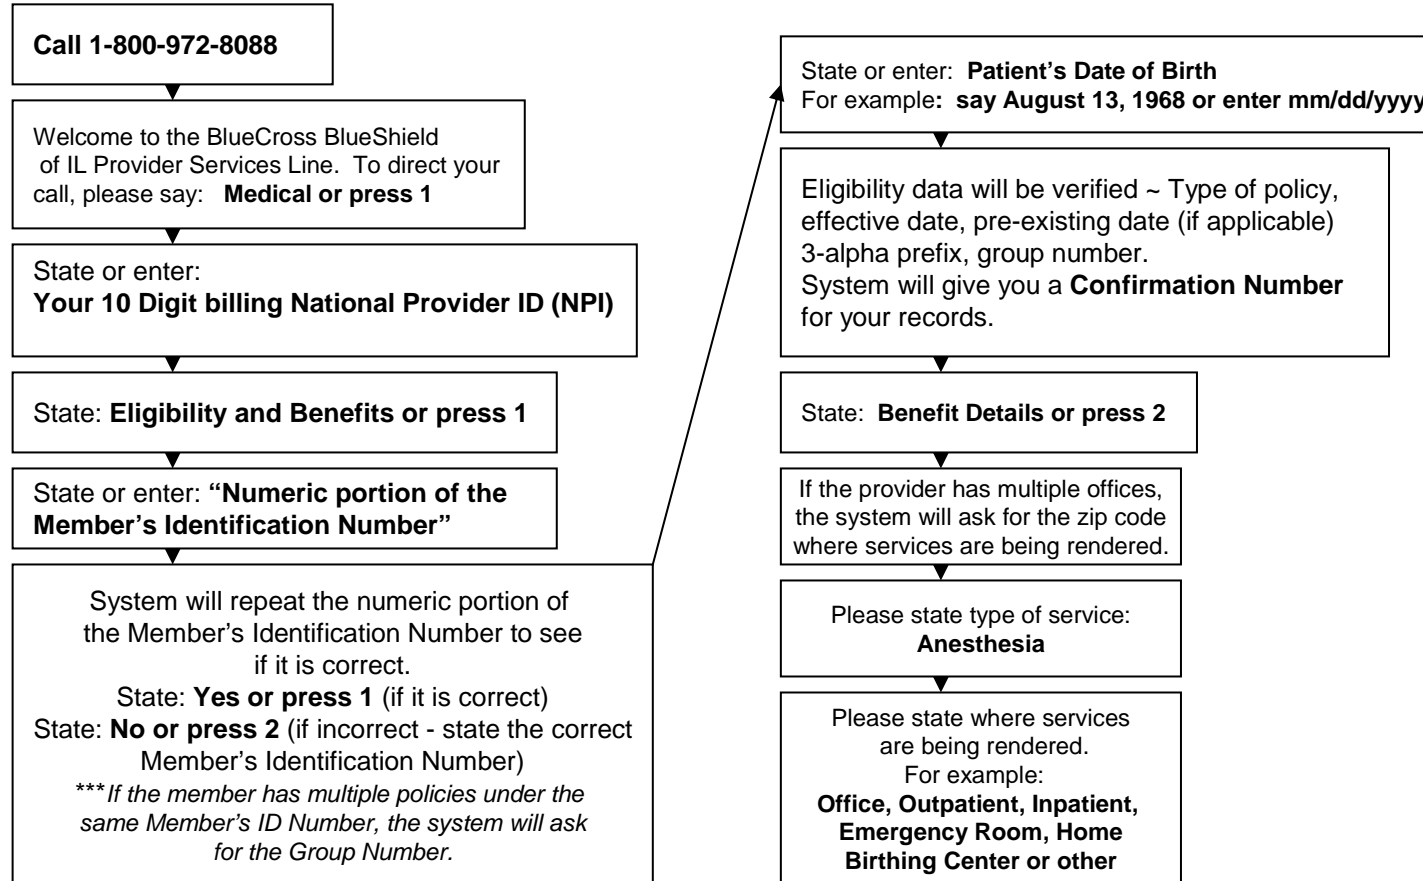 Call 1-800-972-8088
Welcome to the BlueCross BlueShield
of IL Provider Services Line. To direct your
call, please say: Medical or press 1
State or enter:
Your 10 Digit billing National Provider ID (NPI)
State: Eligibility and Benefits or press 1
State or enter: “Numeric portion of the
Member’s Identification Number”
System will repeat the numeric portion of
the Member’s Identification Number to see
if it is correct.
State: Yes or press 1 (if it is correct)
State: No or press 2 (if incorrect - state the correct
Member’s Identification Number)
***If the member has multiple policies under the
same Member’s ID Number, the system will ask
for the Group Number.
State or enter: Patient’s Date of Birth
For example: say August 13, 1968 or enter mm/dd/yyyy
Eligibility data will be verified ~ Type of policy,
effective date, pre-existing date (if applicable)
3-alpha prefix, group number.
System will give you a Confirmation Number
for your records.
State: Benefit Details or press 2
If the provider has multiple offices,
the system will ask for the zip code
where services are being rendered.
Please state type of service:
Anesthesia
Please state where services
are being rendered.
For example:
Office, Outpatient, Inpatient,
Emergency Room, Home
Birthing Center or other